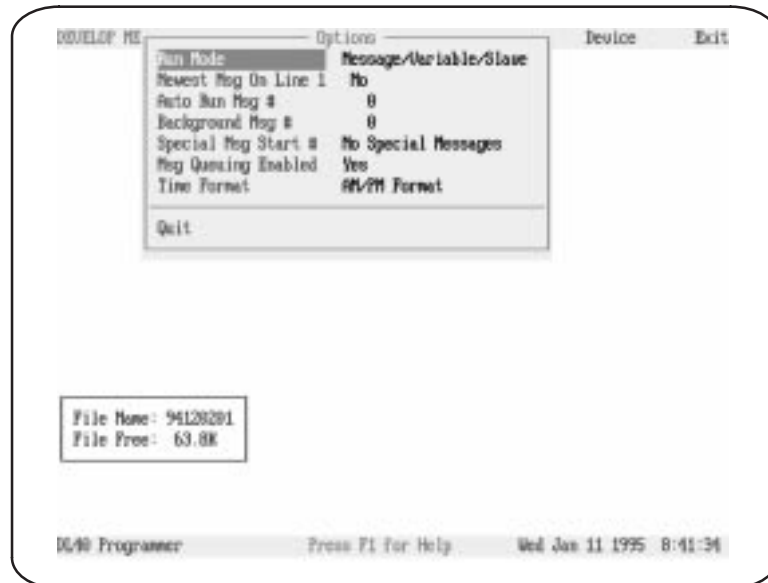 DEVELOP ME Options Device Exit
Run Mode Message/Variable/Slave
Newest Msg On Line 1 No
Auto Run Msg # 0
Background Msg # 0
Special Msg Start # No Special Messages
Msg Queuing Enabled Yes
Time Format AM/PM Format
Quit
File Name: 94120201
File Free: 63.8K
DL40 Programmer Press F1 for Help Wed Jan 11 1995 8:41:34